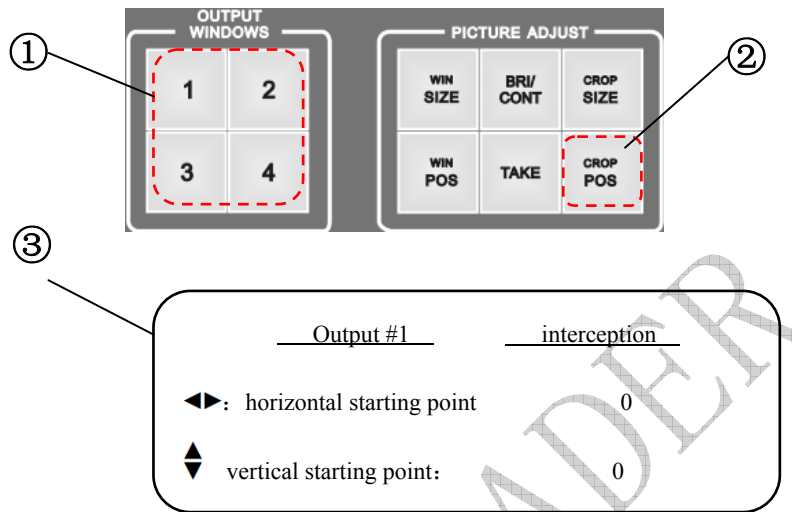 OUTPUT
WINDOWS
PICTURE ADJUST
①
②
1
2
WIN
SIZE
BRI/
CONT
CROP
SIZE
3
4
WIN
POS
TAKE
CROP
POS
③
Output #1 interception
◀▶：horizontal starting point 0
▲
▼ vertical starting point： 0
ADER